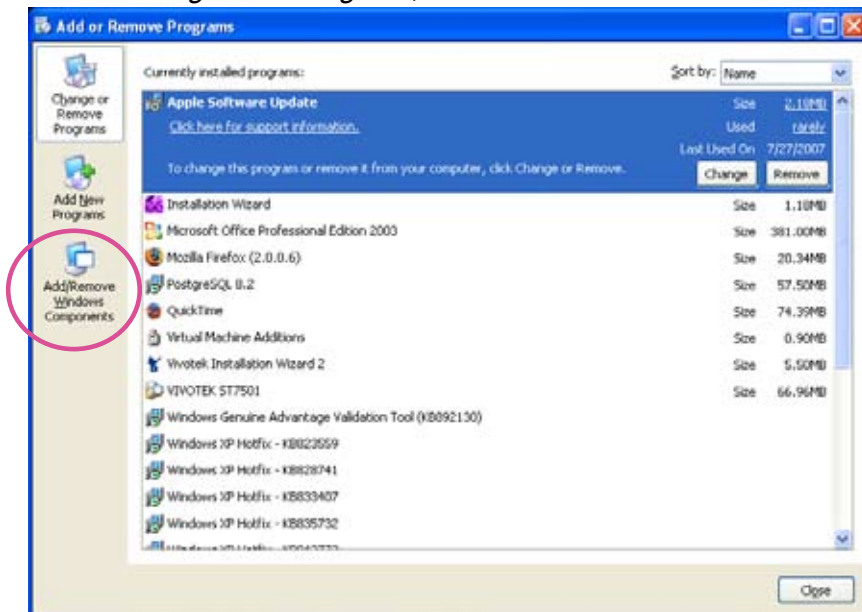 Add or Remove Programs
Change or
Remove
Programs
Add New
Programs
Add/Remove
Windows
Components
Currently installed programs:
Sort by: Name
Apple Software Update Size 2.18MB
Click here for support information. Used rarely
Last Used On 7/27/2007
To change this program or remove it from your computer, click Change or Remove. Change Remove
Installation Wizard Size 1.18MB
Microsoft Office Professional Edition 2003 Size 381.00MB
Mozilla Firefox (2.0.0.6) Size 20.34MB
PostgreSQL 8.2 Size 57.50MB
QuickTime Size 74.39MB
Virtual Machine Additions Size 0.90MB
Vivotek Installation Wizard 2 Size 5.50MB
VIVOTEK ST7501 Size 66.96MB
Windows Genuine Advantage Validation Tool (KB892130)
Windows XP Hotfix - KB823559
Windows XP Hotfix - KB828741
Windows XP Hotfix - KB833407
Windows XP Hotfix - KB835732
Close